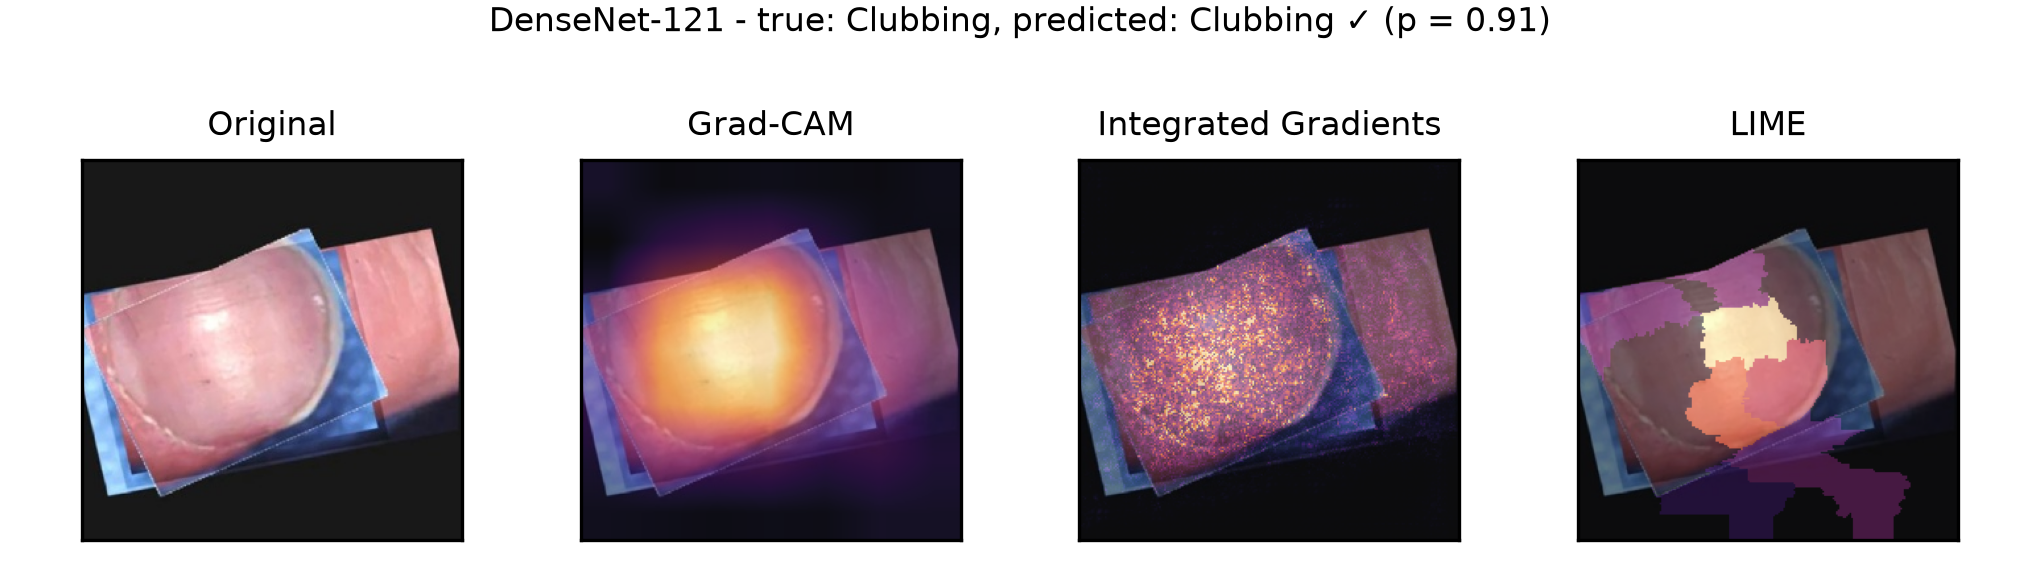 DenseNet-121 - true: Clubbing, predicted: Clubbing ✓ (p = 0.91)
Original
Grad-CAM
Integrated Gradients
LIME